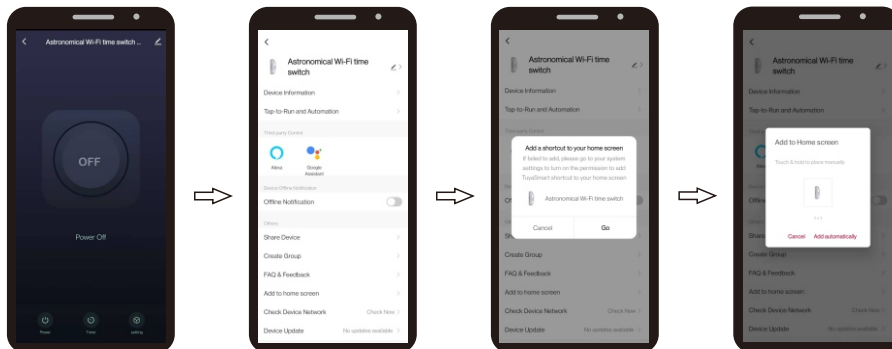 Astronomical Wi-Fi time switch ..
OFF
Power Off
Power
Timer
setting
Astronomical Wi-Fi time
switch
Device Information
Tap-to-Run and Automation
Third-party Control
Alexa
Google
Assistant
Device Offline Notification
Offline Notification
Others
Share Device
Create Group
FAQ & Feedback
Add to home screen
Check Device Network Check Now
Device Update No updates available
Astronomical Wi-Fi time
switch
Device Information
Tap-to-Run and Automation
Third-party Control
Add a shortcut to your home screen
If failed to add, please go to your system
settings to turn on the permission to add
TuyaSmart shortcut to your home screen
Astronomical Wi-Fi time switch
Cancel Go
Create Group
FAQ & Feedback
Add to home screen
Check Device Network Check Now
Device Update No updates available
Astronomical Wi-Fi time
switch
Device Information
Tap-to-Run and Automation
Add to Home screen
Touch & hold to place manually
Cancel Add automatically
Create Group
FAQ & Feedback
Add to home screen
Check Device Network Check Now
Device Update No updates available